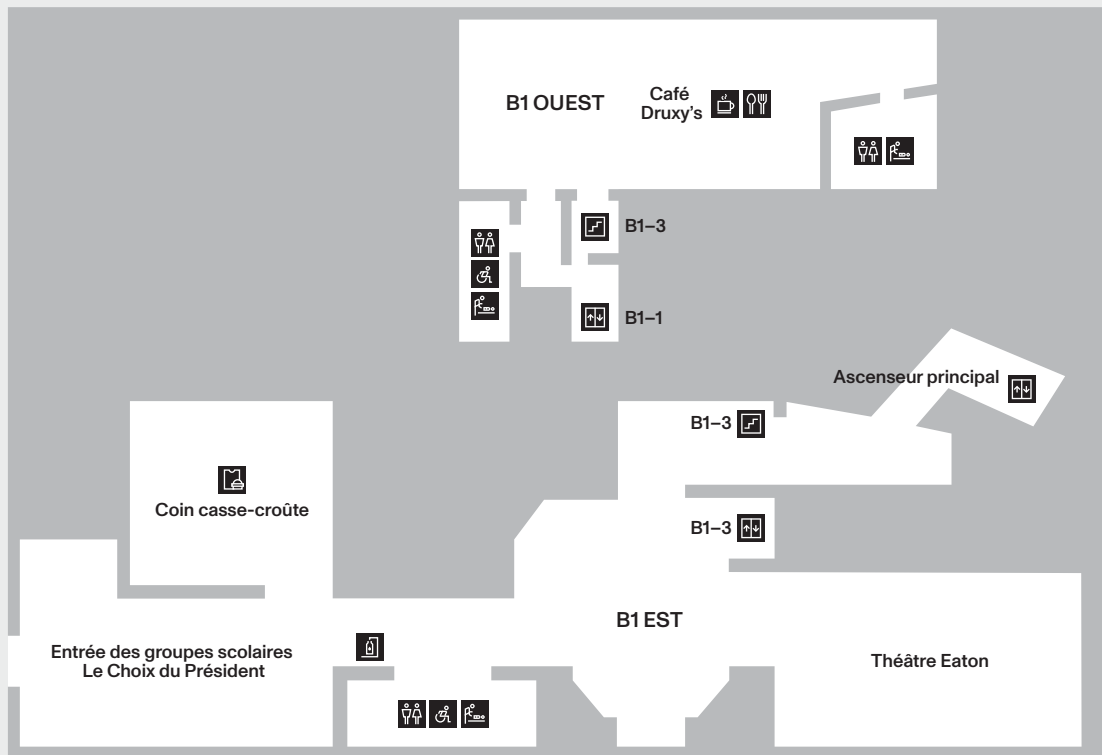 B1 OUEST
Café
Druxy's
B1–3
B1–1
Ascenseur principal
B1–3
Coin casse-croûte
B1–3
B1 EST
Entrée des groupes scolaires
Le Choix du Président
Théâtre Eaton